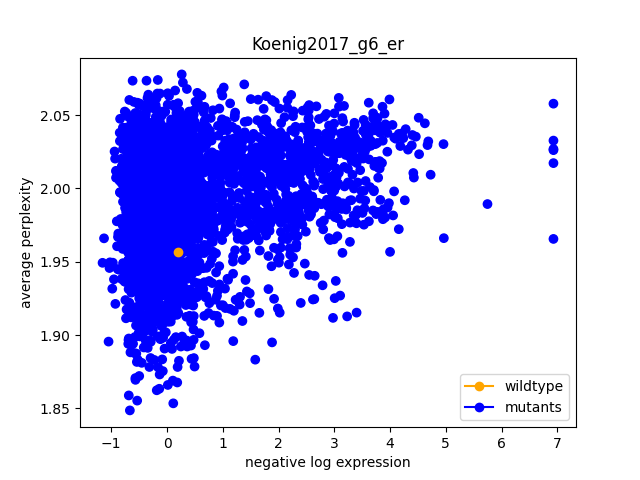 Koenig2017_g6_er
average perplexity
2.05
2.00
1.95
1.90
1.85
−1
0
1
2
3
4
5
6
7
negative log expression
wildtype
mutants